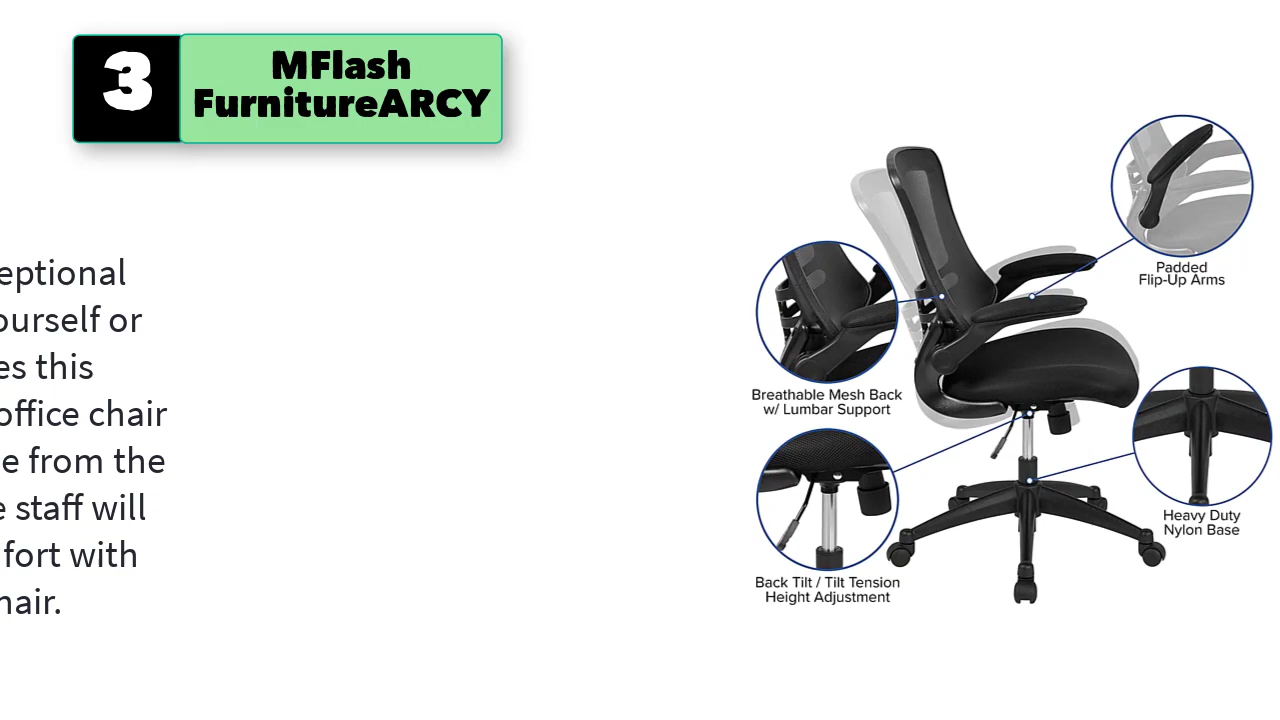 3
MFlash
FurnitureARCY
eptional
ourself or
es this
office chair
e from the
e staff will
fort with
hair.
Padded
Flip-Up Arms
Breathable Mesh Back
w/ Lumbar Support
Heavy Duty
Nylon Base
Back Tilt / Tilt Tension
Height Adjustment